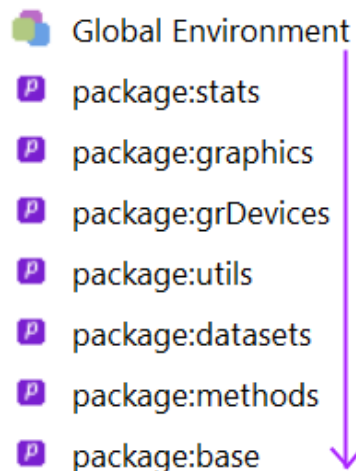 Global Environment
p package:stats
p package:graphics
p package:grDevices
p package:utils
p package:datasets
p package:methods
p package:base